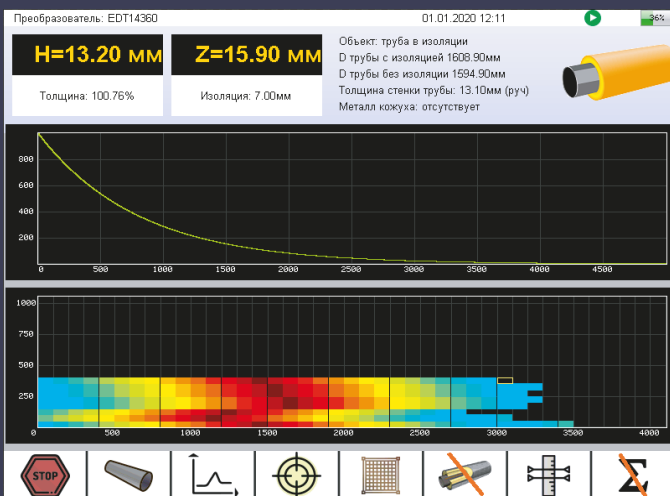 Преобразователь: EDT14360 01.01.2020 12:11 36%
H=13.20 мм Z=15.90 мм
Толщина: 100.76% Изоляция: 7.00мм
Объект: труба в изоляции
D трубы с изоляцией 1608.90мм
D трубы без изоляции 1594.90мм
Толщина стенки трубы: 13.10мм (руч)
Металл кожуха: отсутствует
800
600
400
200
0 500 1000 1500 2000 2500 3000 3500 4000 4500
1000
750
500
250
0 500 1000 1500 2000 2500 3000 3500 4000
STOP
Σ